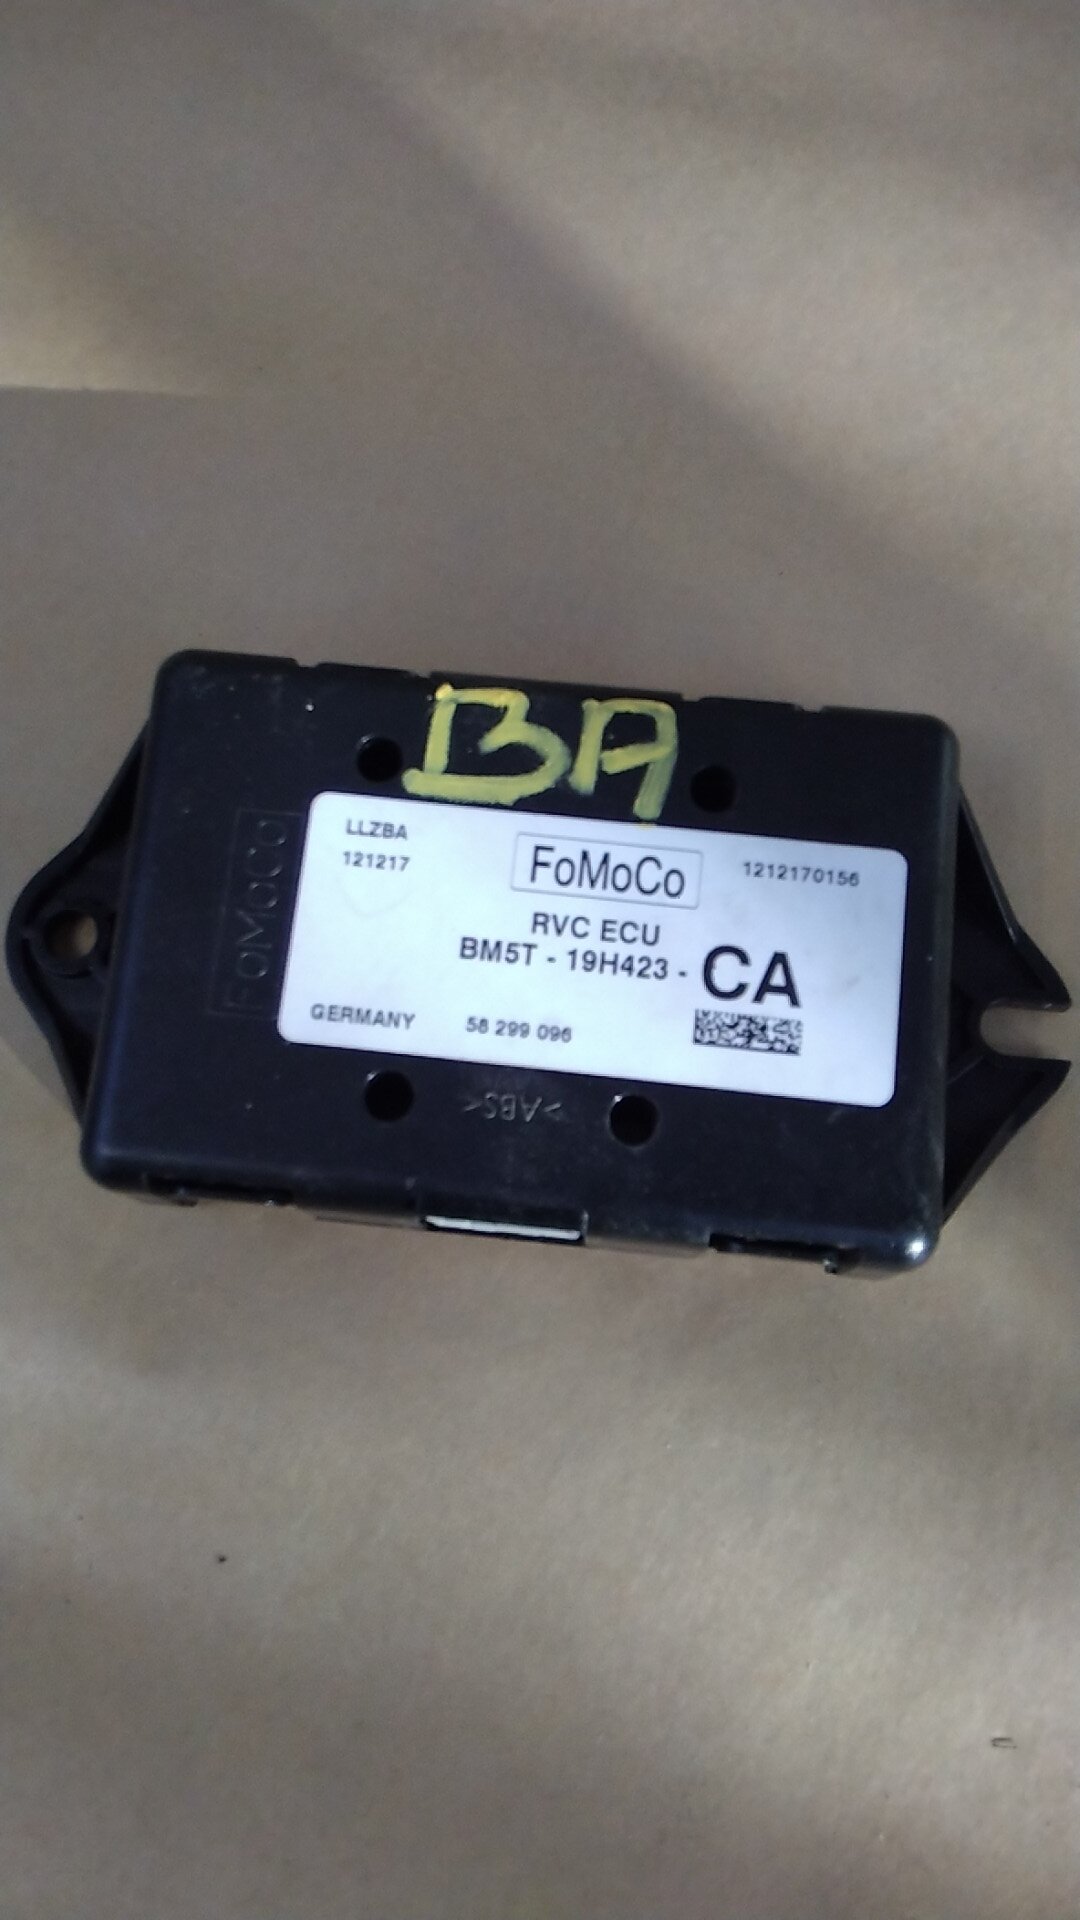 BA
LLZBA
121217
FoMoCo
1212170156
RVC ECU
BM5T - 19H423 - CA
GERMANY
58 299 096
FoMoCo
>ABS<